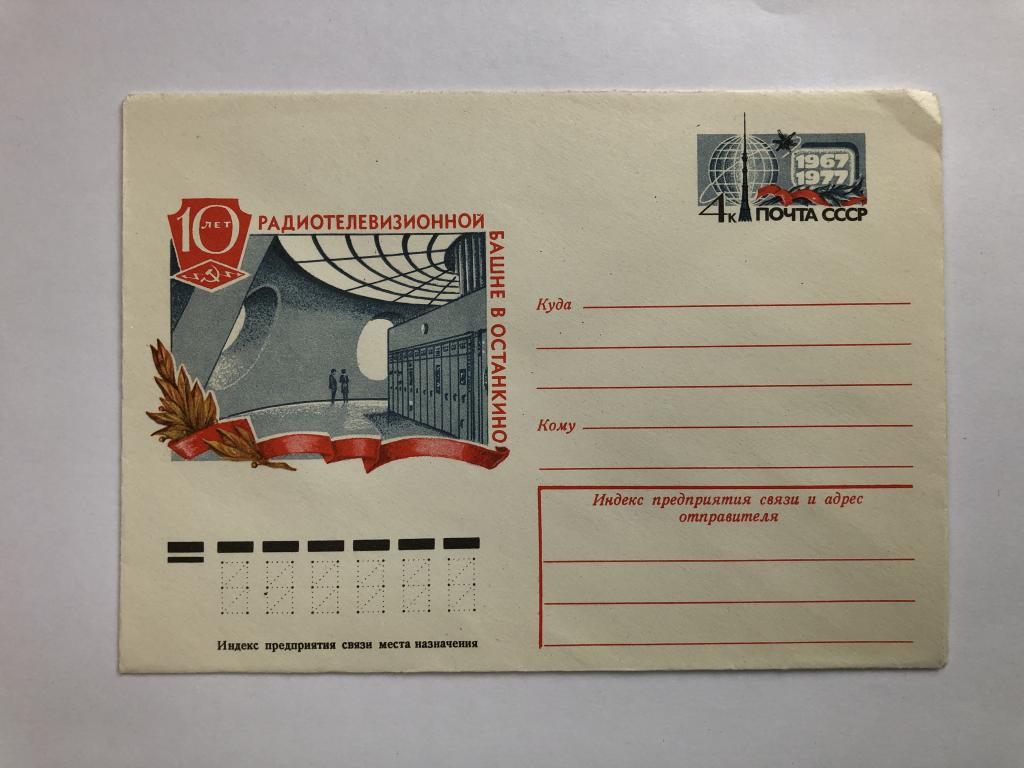 10 ЛЕТ
РАДИОТЕЛЕВИЗИОННОЙ
БАШНЕ В ОСТАНКИНО
1967
1977
4к ПОЧТА СССР
Куда
Кому
Индекс предприятия связи и адрес
отправителя
Индекс предприятия связи места назначения